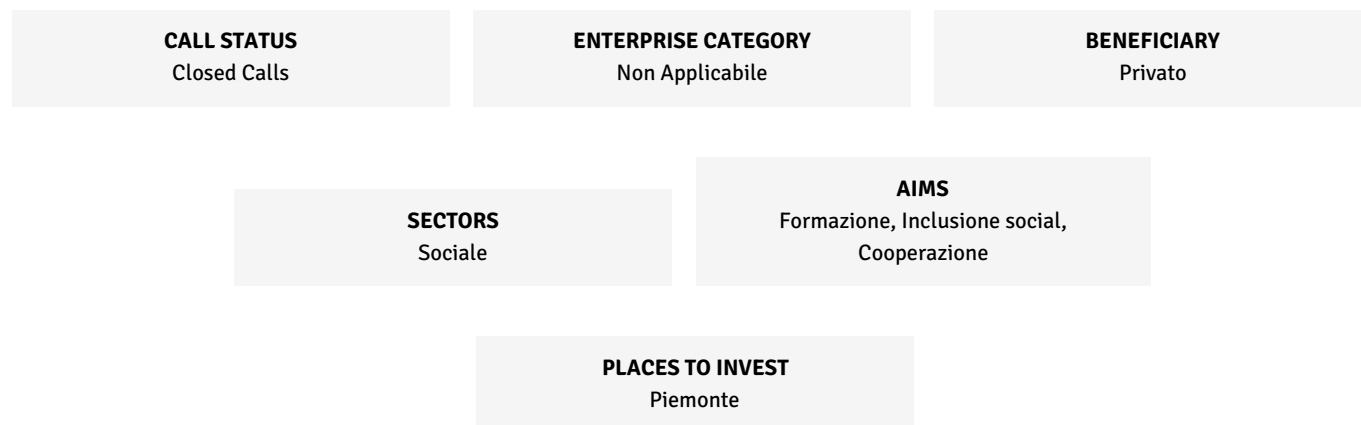 CALL STATUS
Closed Calls
ENTERPRISE CATEGORY
Non Applicabile
BENEFICIARY
Privato
SECTORS
Sociale
AIMS
Formazione, Inclusione social,
Cooperazione
PLACES TO INVEST
Piemonte